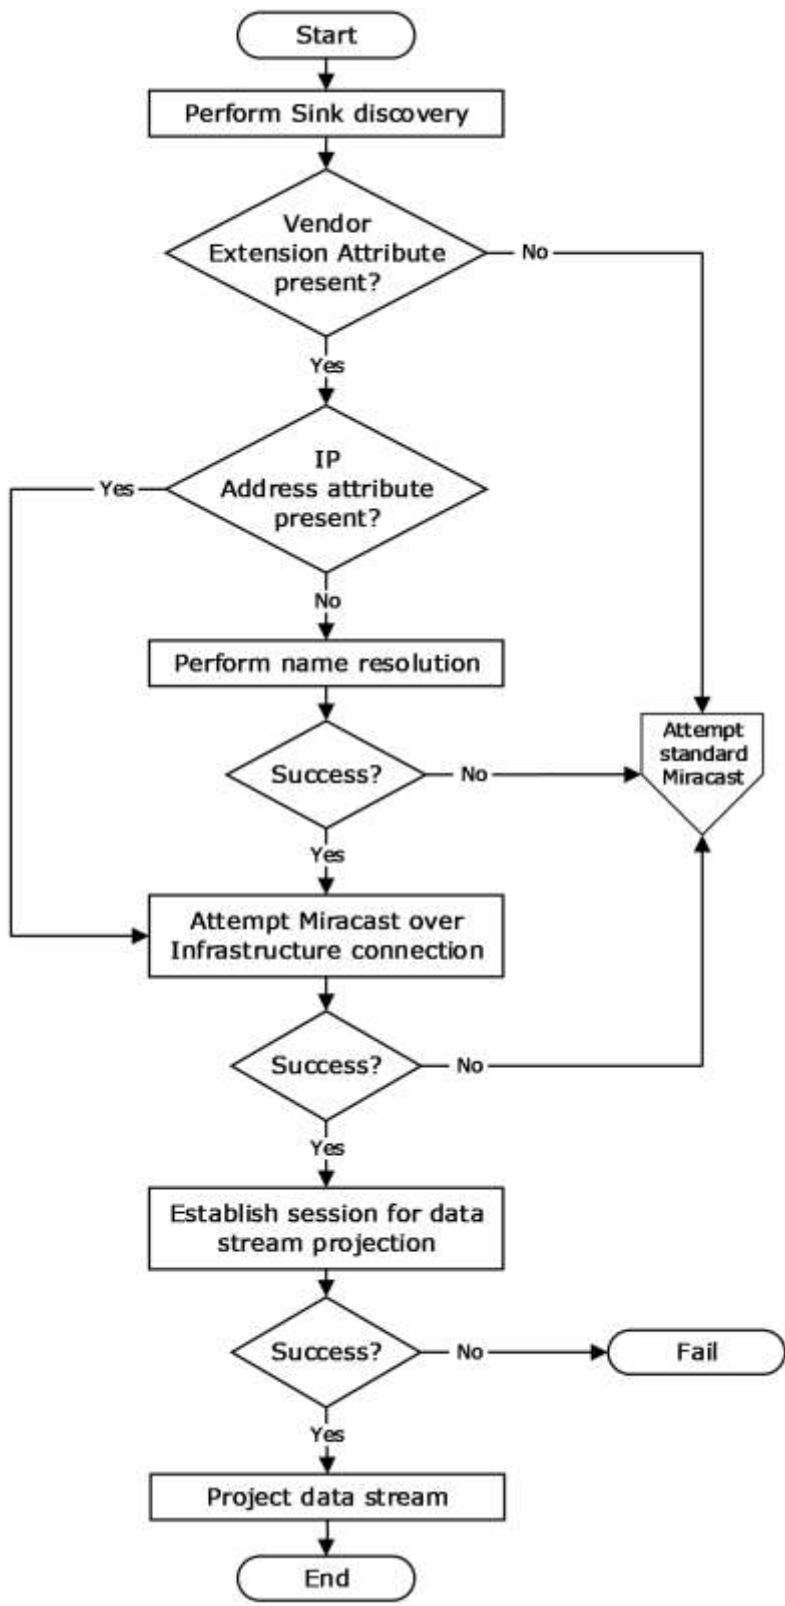 Start
Perform Sink discovery
Vendor
Extension Attribute
present?
No
Yes
IP
Address attribute
present?
Yes
No
Perform name resolution
Attempt
standard
Miracast
Success?
No
Yes
Attempt Miracast over
Infrastructure connection
Success?
No
Yes
Establish session for data
stream projection
Success?
No
Fail
Yes
Project data stream
End